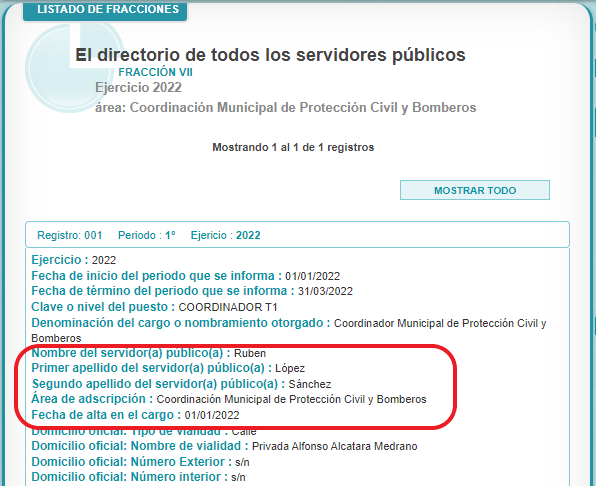 LISTADO DE FRACCIONES
El directorio de todos los servidores públicos
FRACCIÓN VII
Ejercicio 2022
área: Coordinación Municipal de Protección Civil y Bomberos
Mostrando 1 al 1 de 1 registros
MOSTRAR TODO
Registro: 001 Periodo : 1º Ejericio : 2022
Ejercicio : 2022
Fecha de inicio del periodo que se informa : 01/01/2022
Fecha de término del periodo que se informa : 31/03/2022
Clave o nivel del puesto : COORDINADOR T1
Denominación del cargo o nombramiento otorgado : Coordinador Municipal de Protección Civil y
Bomberos
Nombre del servidor(a) público(a) : Ruben
Primer apellido del servidor(a) público(a) : López
Segundo apellido del servidor(a) público(a) : Sánchez
Área de adscripción : Coordinación Municipal de Protección Civil y Bomberos
Fecha de alta en el cargo : 01/01/2022
Domicilio oficial: Tipo de vialidad : Calle
Domicilio oficial: Nombre de vialidad : Privada Alfonso Alcatara Medrano
Domicilio oficial: Número Exterior : s/n
Domicilio oficial: Número interior : s/n